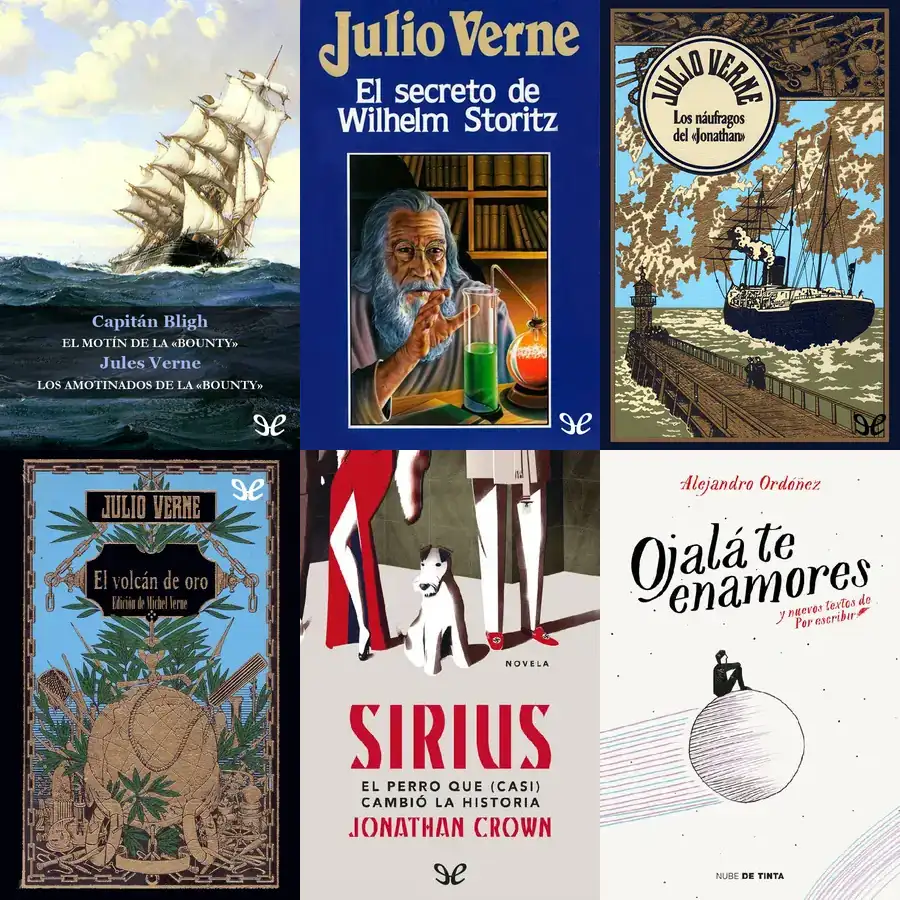 Capitán Bligh
EL MOTÍN DE LA «BOUNTY»
Jules Verne
LOS AMOTINADOS DE LA «BOUNTY»
Julio Verne
El secreto de
Wilhelm Storitz
JULIO VERNE
Los náufragos
del «Jonathan»
JULIO VERNE
El volcán de oro
Edición de Michel Verne
NOVELA
SIRIUS
EL PERRO QUE (CASI)
CAMBIÓ LA HISTORIA
JONATHAN CROWN
Alejandro Ordóñez
Ojalá te
enamores
y nuevos textos de
Por escribir
NUBE DE TINTA